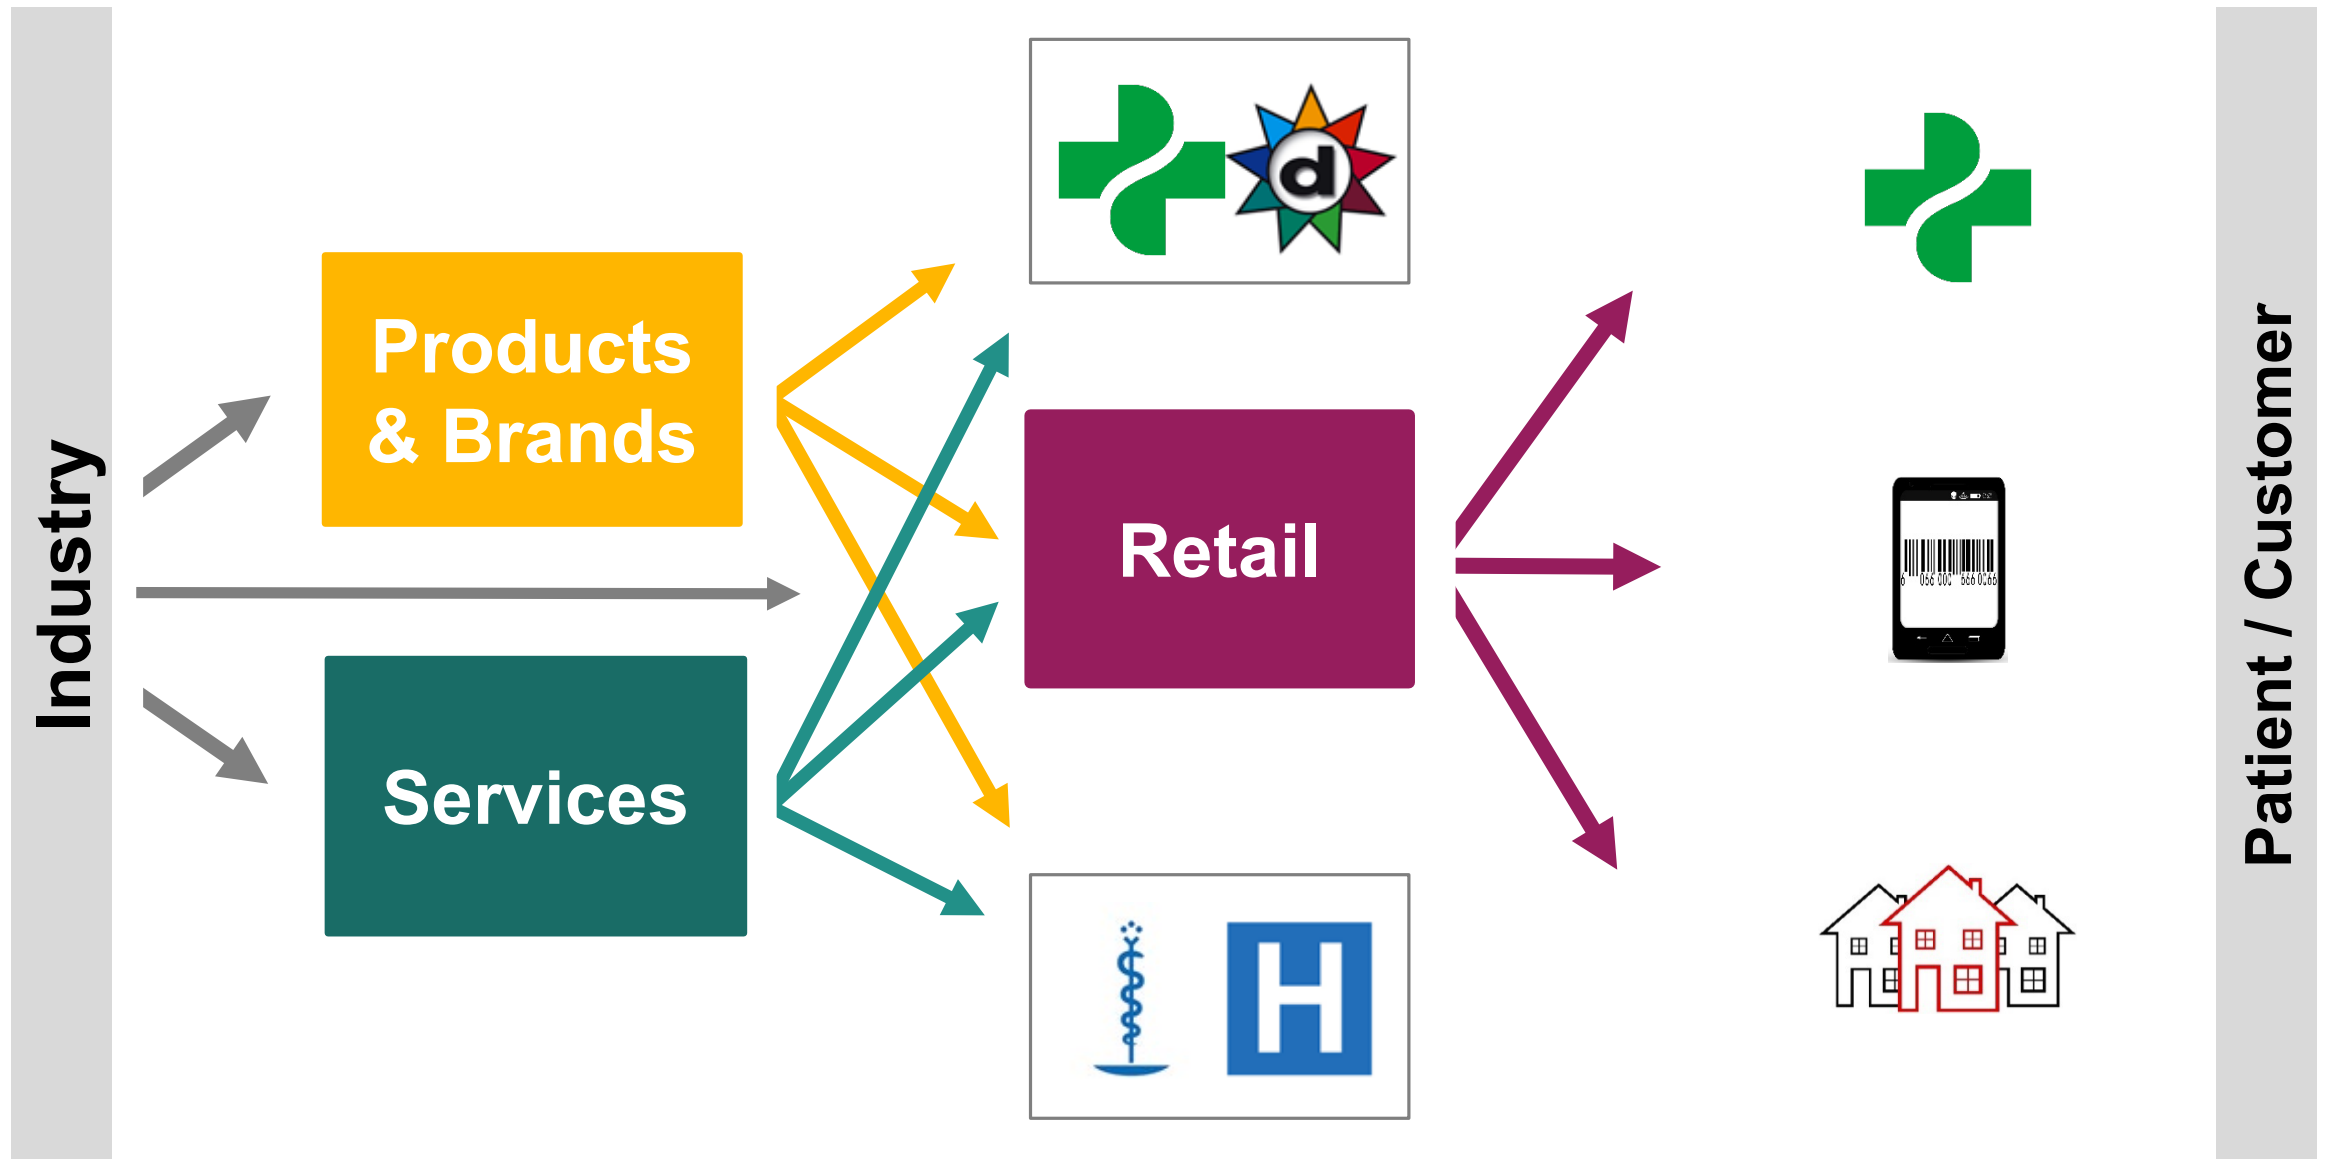 Industry
Products
& Brands
Services
d
Retail
H
Patient / Customer